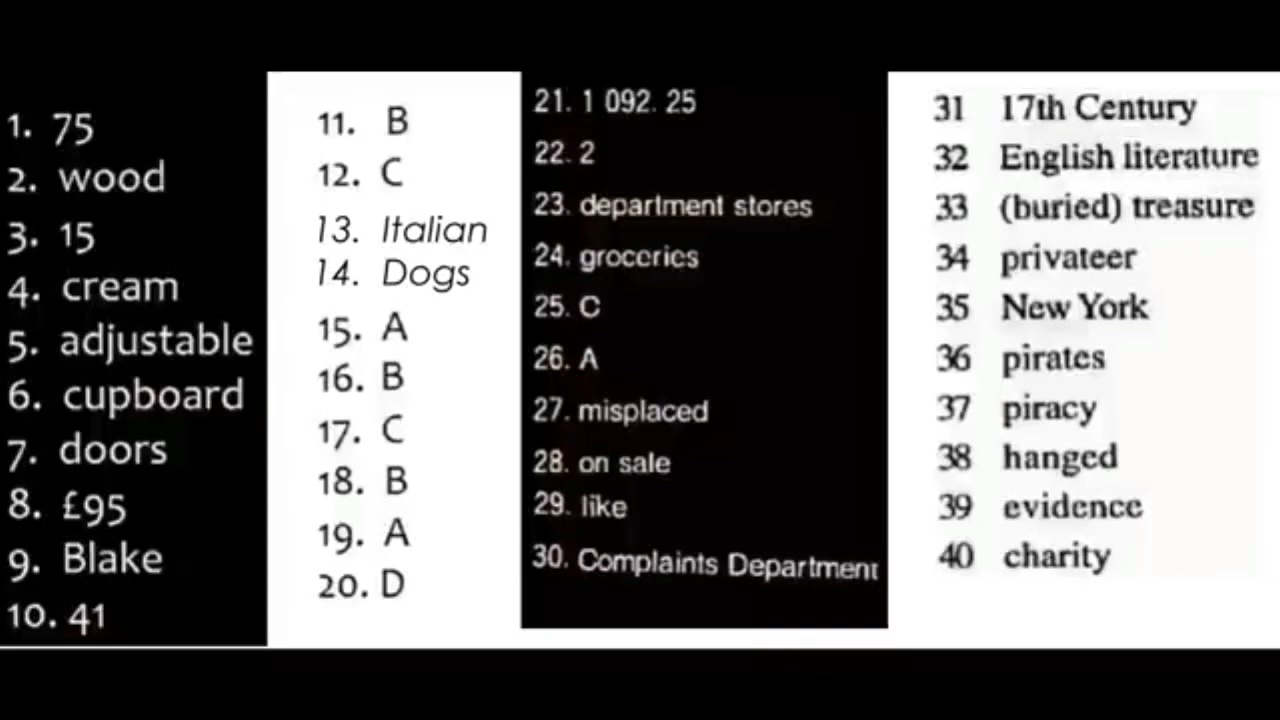 1. 75
2. wood
3. 15
4. cream
5. adjustable
6. cupboard
7. doors
8. £95
9. Blake
10. 41
11. B
12. C
13. Italian
14. Dogs
15. A
16. B
17. C
18. B
19. A
20. D
21. 1 092. 25
22. 2
23. department stores
24. groceries
25. C
26. A
27. misplaced
28. on sale
29. like
30. Complaints Department
31 17th Century
32 English literature
33 (buried) treasure
34 privateer
35 New York
36 pirates
37 piracy
38 hanged
39 evidence
40 charity